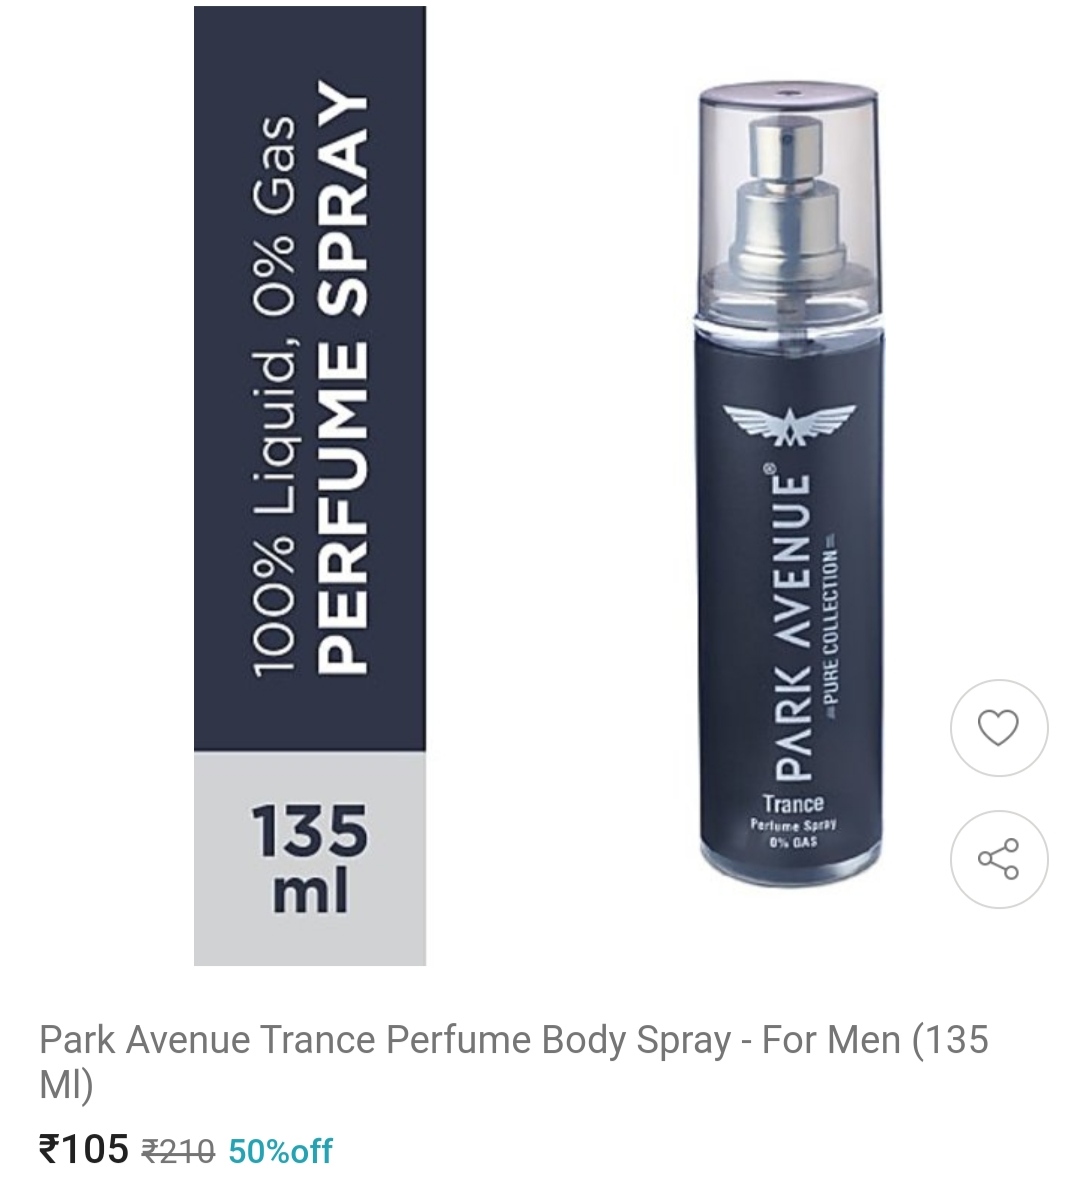 100% Liquid, 0% Gas
PERFUME SPRAY
135
ml
PARK AVENUE®
PURE COLLECTION
Trance
Perfume Spray
0% GAS
Park Avenue Trance Perfume Body Spray - For Men (135
Ml)
₹105 ₹210 50%off